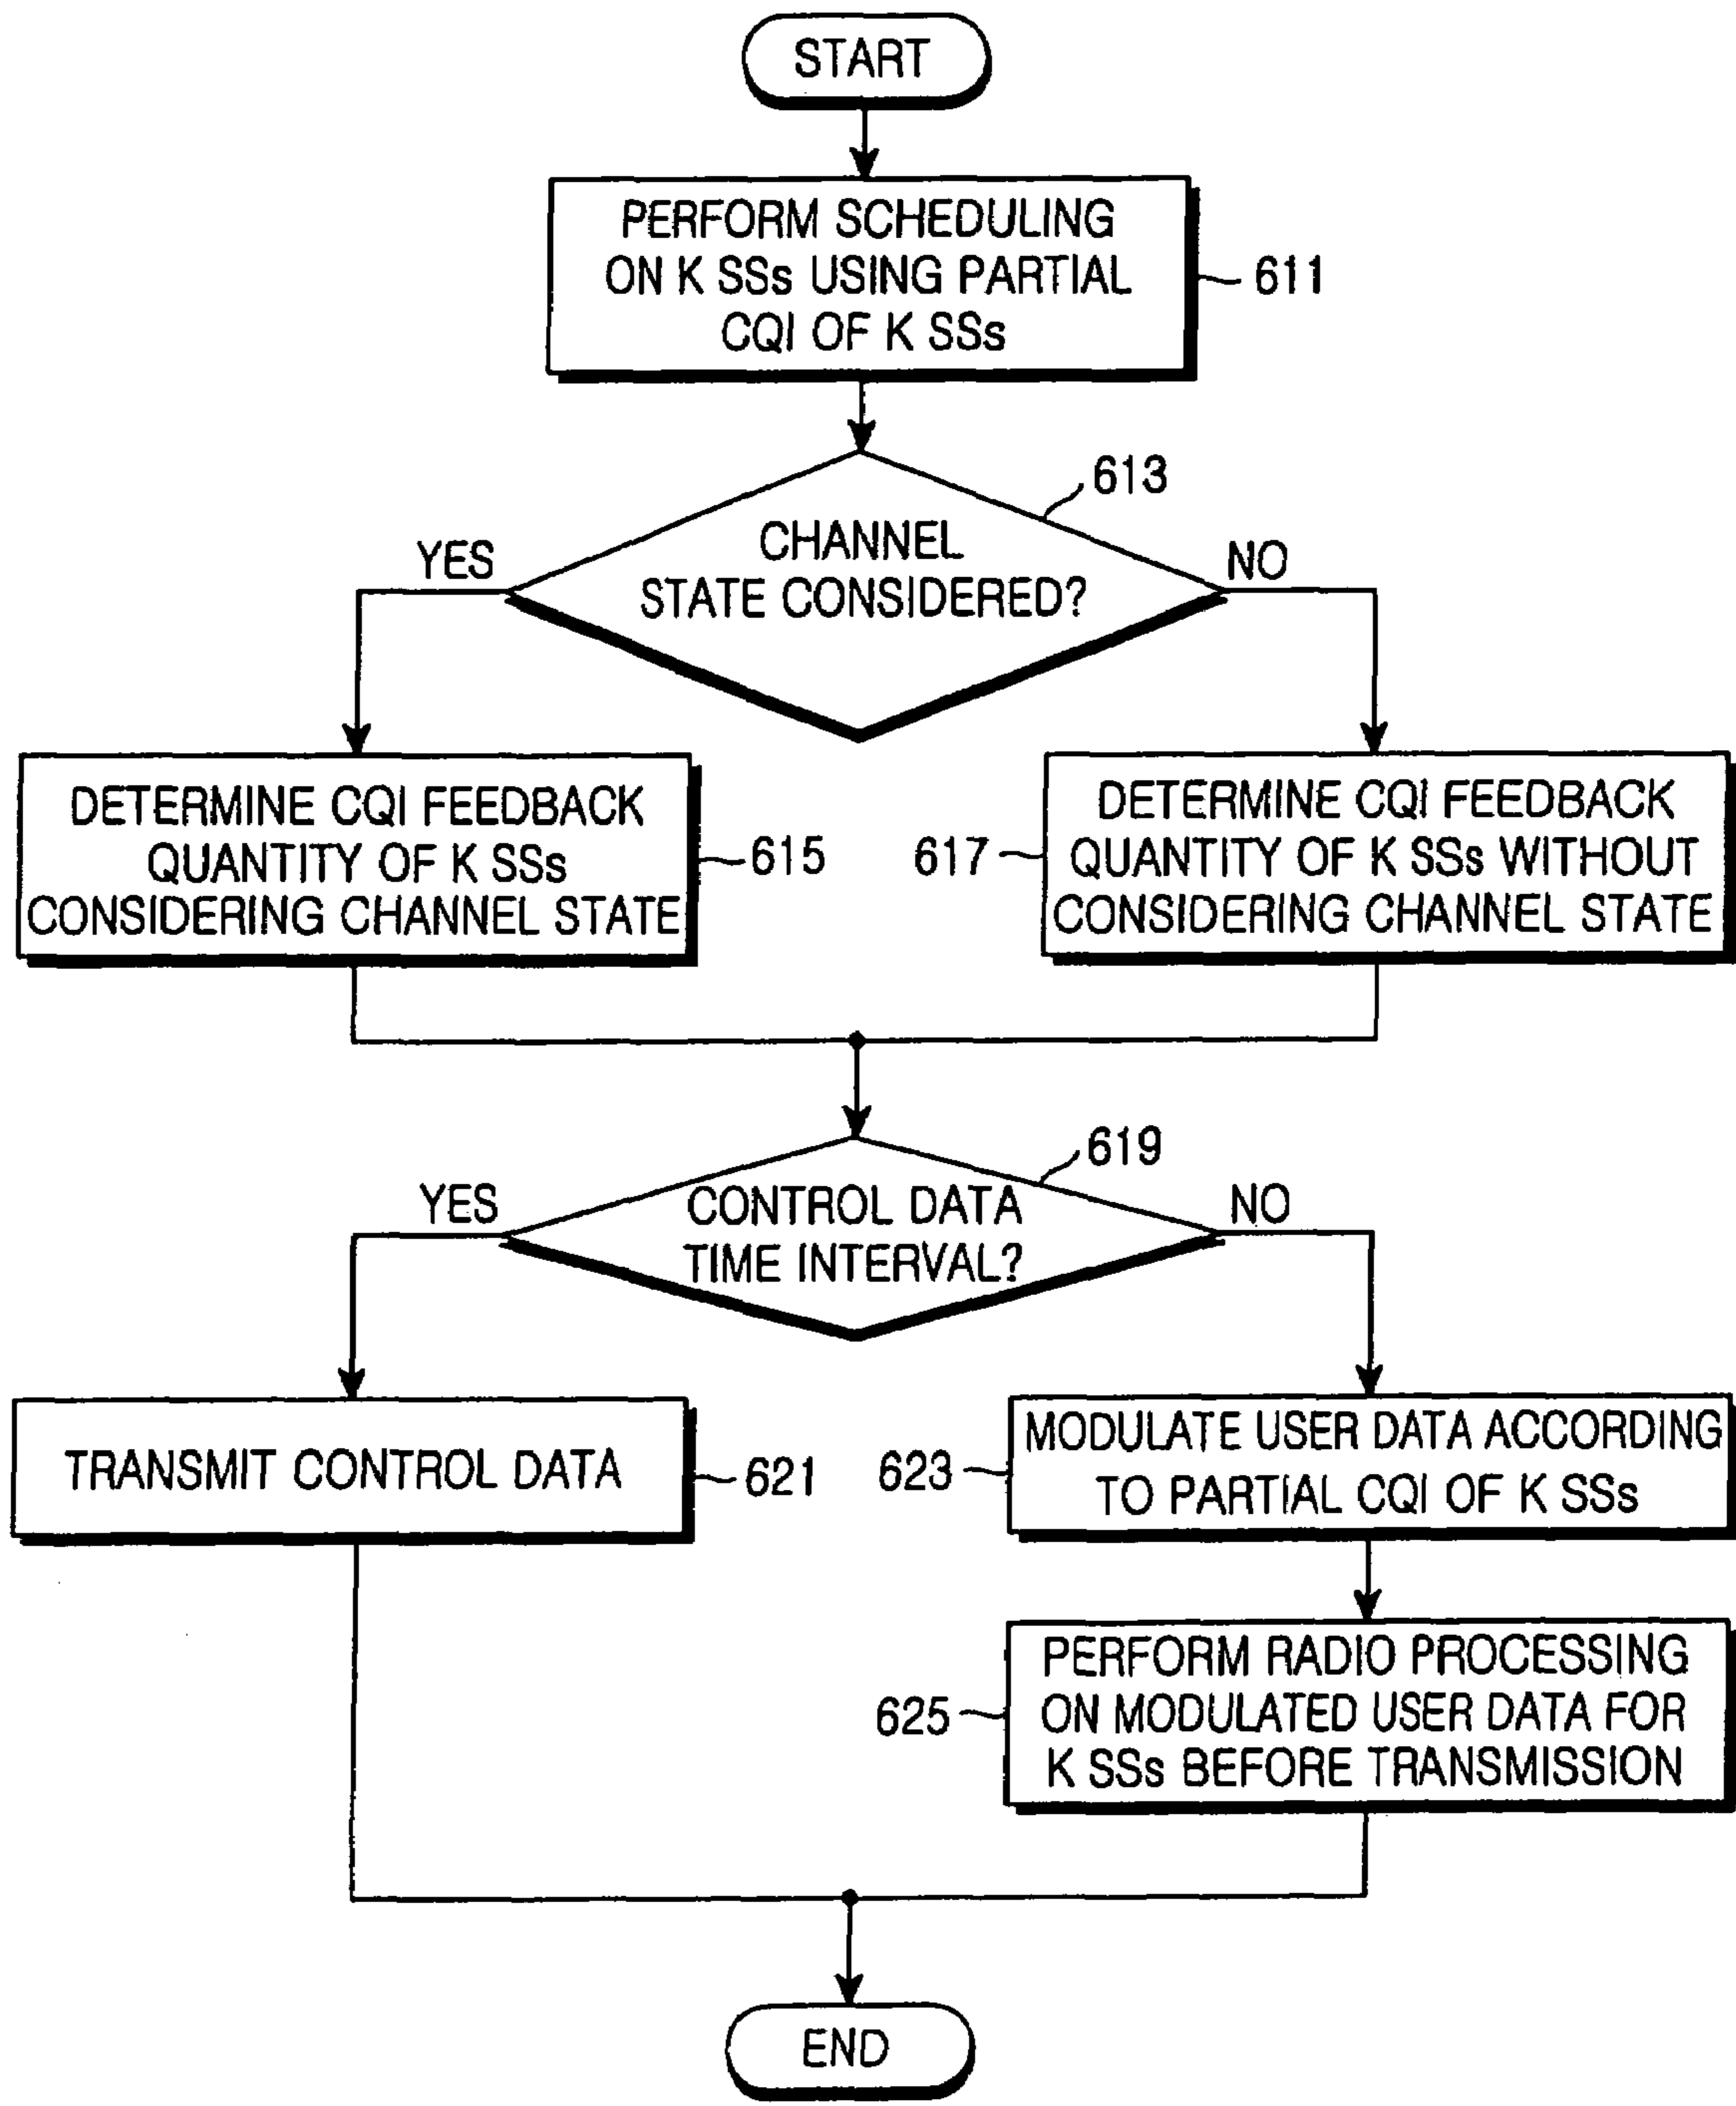 START
PERFORM SCHEDULING
ON K SSs USING PARTIAL
CQI OF K SSs
611
613
CHANNEL
STATE CONSIDERED?
YES
NO
DETERMINE CQI FEEDBACK
QUANTITY OF K SSs
CONSIDERING CHANNEL STATE
615
617
DETERMINE CQI FEEDBACK
QUANTITY OF K SSs WITHOUT
CONSIDERING CHANNEL STATE
619
CONTROL DATA
TIME INTERVAL?
YES
NO
TRANSMIT CONTROL DATA
621
623
MODULATE USER DATA ACCORDING
TO PARTIAL CQI OF K SSs
625
PERFORM RADIO PROCESSING
ON MODULATED USER DATA FOR
K SSs BEFORE TRANSMISSION
END